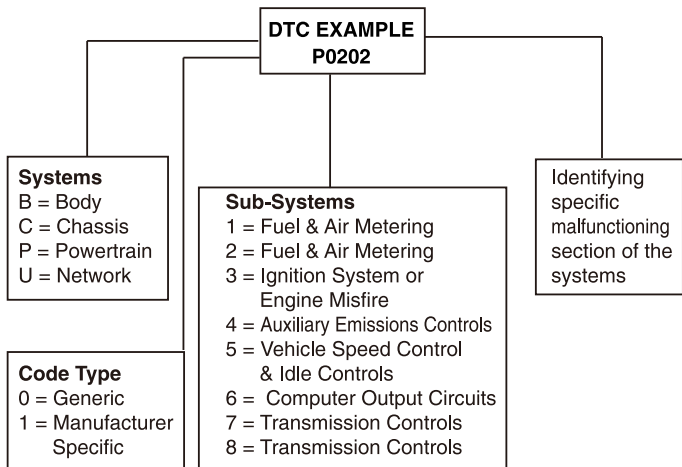 DTC EXAMPLE
P0202
Systems
B = Body
C = Chassis
P = Powertrain
U = Network
Code Type
0 = Generic
1 = Manufacturer
Specific
Sub-Systems
1 = Fuel & Air Metering
2 = Fuel & Air Metering
3 = Ignition System or
Engine Misfire
4 = Auxiliary Emissions Controls
5 = Vehicle Speed Control
& Idle Controls
6 = Computer Output Circuits
7 = Transmission Controls
8 = Transmission Controls
Identifying
specific
malfunctioning
section of the
systems